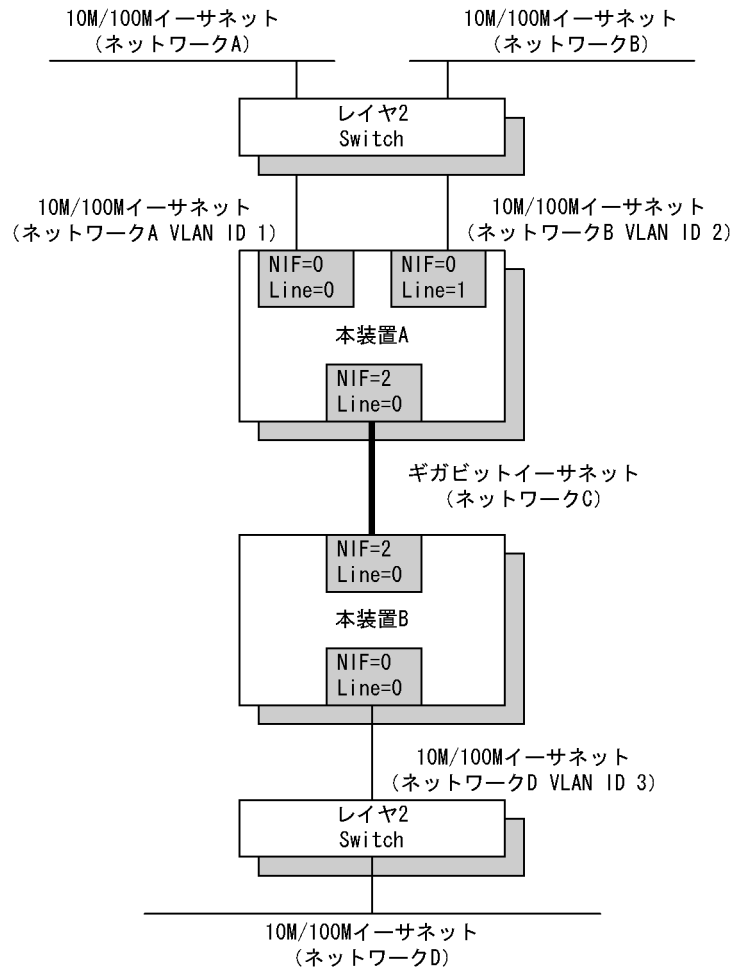 10M/100Mイーサネット
(ネットワークA)
10M/100Mイーサネット
(ネットワークB)
レイヤ2
Switch
10M/100Mイーサネット
(ネットワークA VLAN ID 1)
10M/100Mイーサネット
(ネットワークB VLAN ID 2)
NIF=0
Line=0
NIF=0
Line=1
本装置A
NIF=2
Line=0
ギガビットイーサネット
(ネットワークC)
NIF=2
Line=0
本装置B
NIF=0
Line=0
10M/100Mイーサネット
(ネットワークD VLAN ID 3)
レイヤ2
Switch
10M/100Mイーサネット
(ネットワークD)